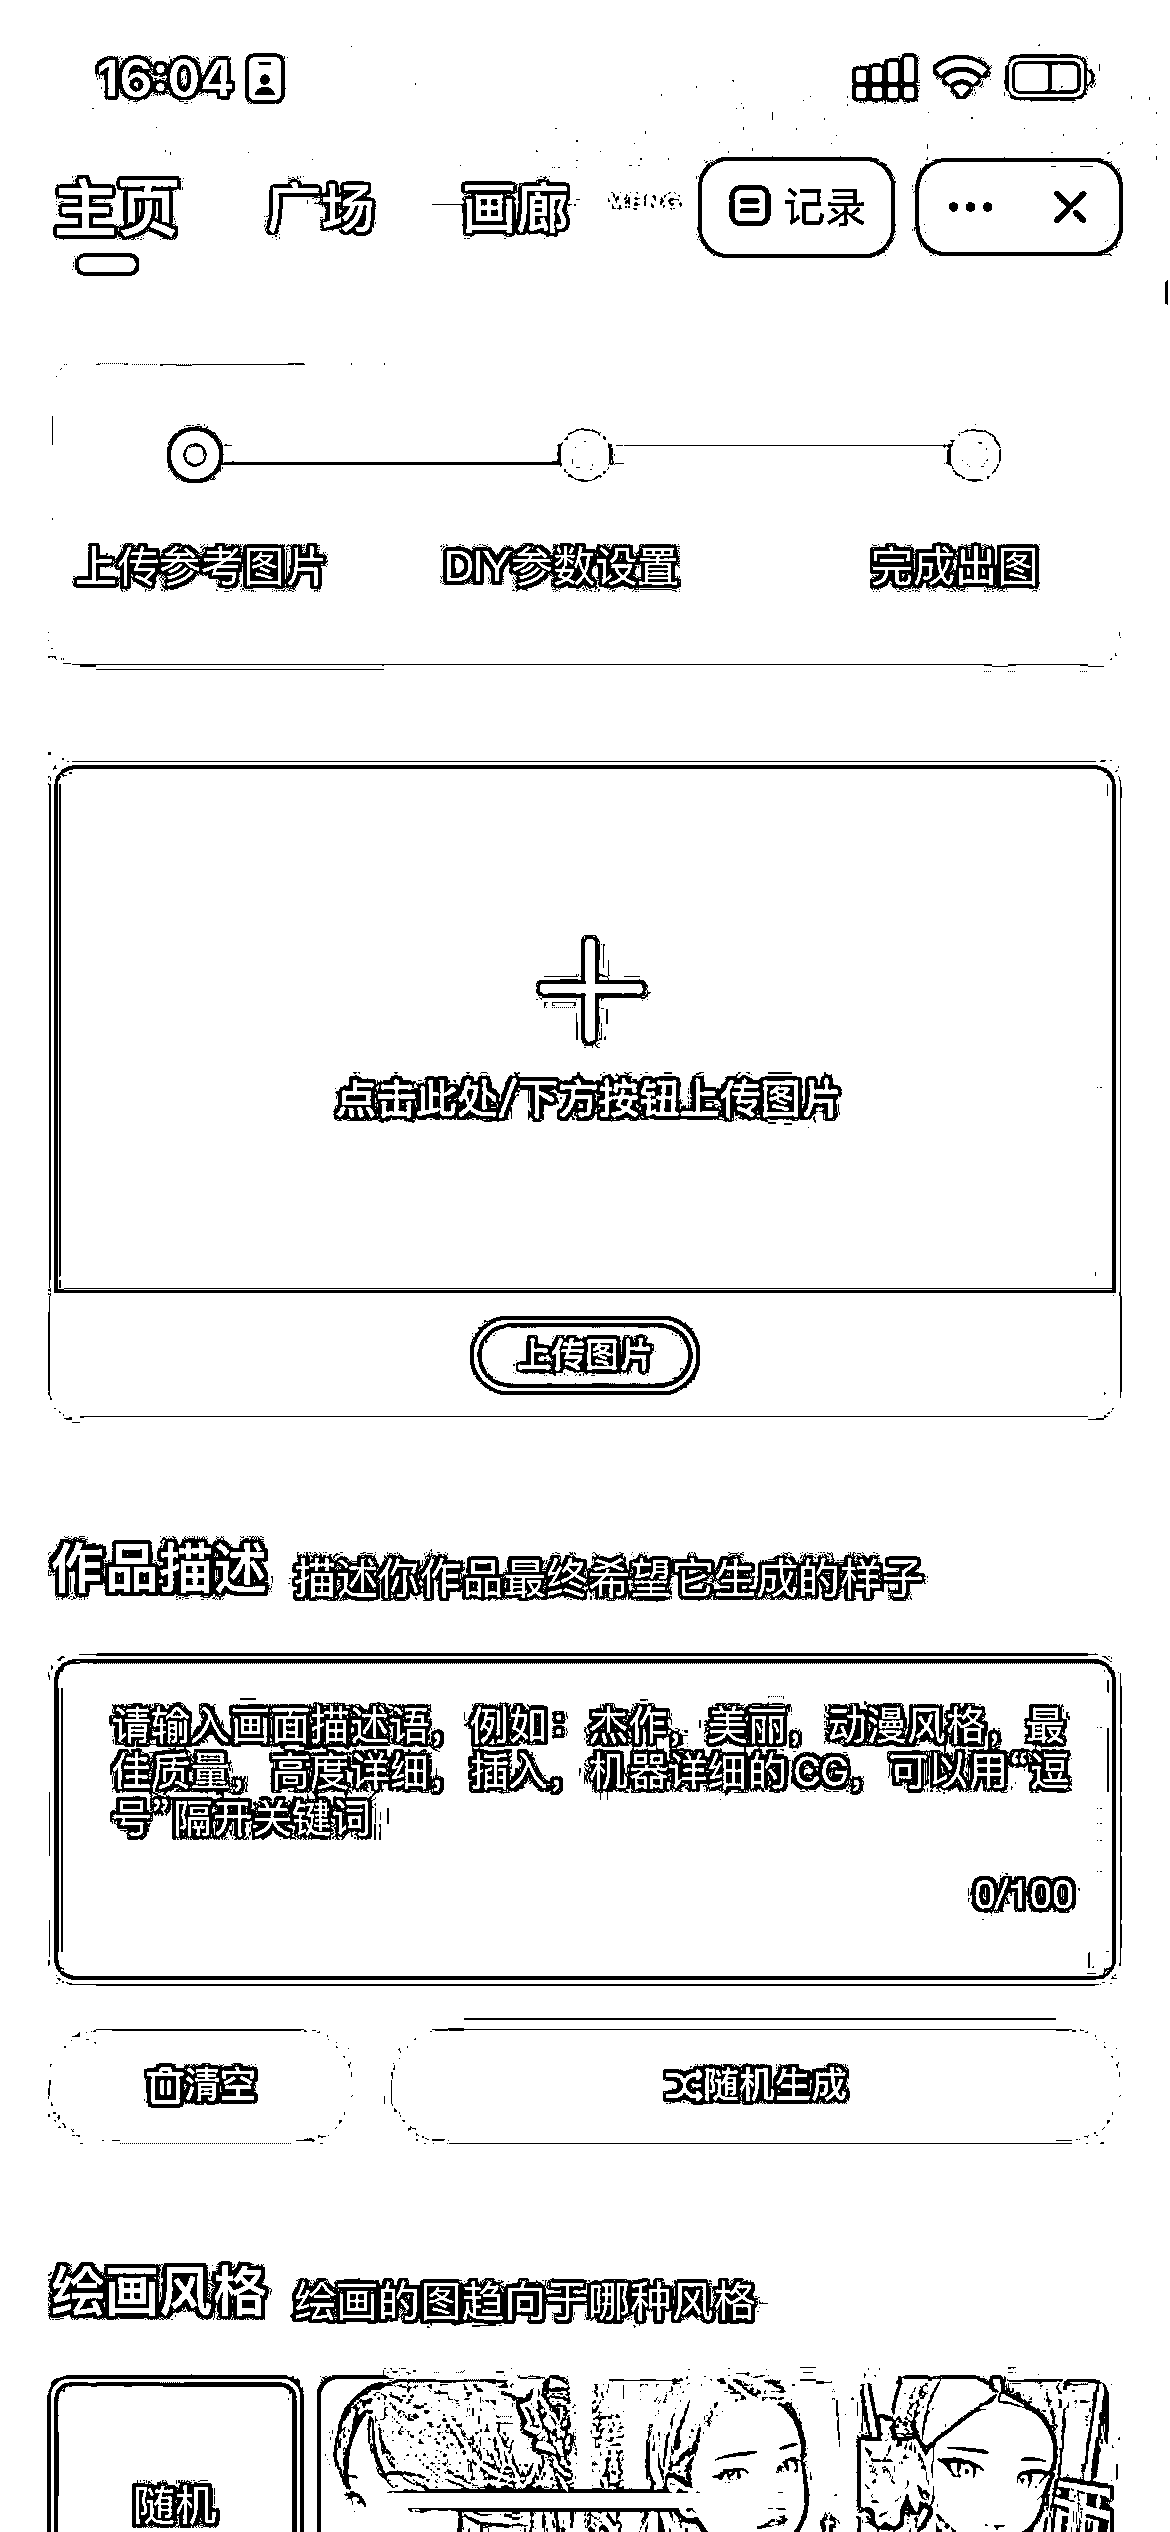 16:04
主页 广场 画廊 MENG 记录
上传参考图片 DIY参数设置 完成出图
点击此处/下方按钮上传图片
上传图片
作品描述 描述你作品最终希望它生成的样子
请输入画面描述语，例如：杰作，美丽，动漫风格，最
佳质量，高度详细，插入，机器详细的CG，可以用“逗
号”隔开关键词
0/100
清空 随机生成
绘画风格 绘画的图趋向于哪种风格
随机